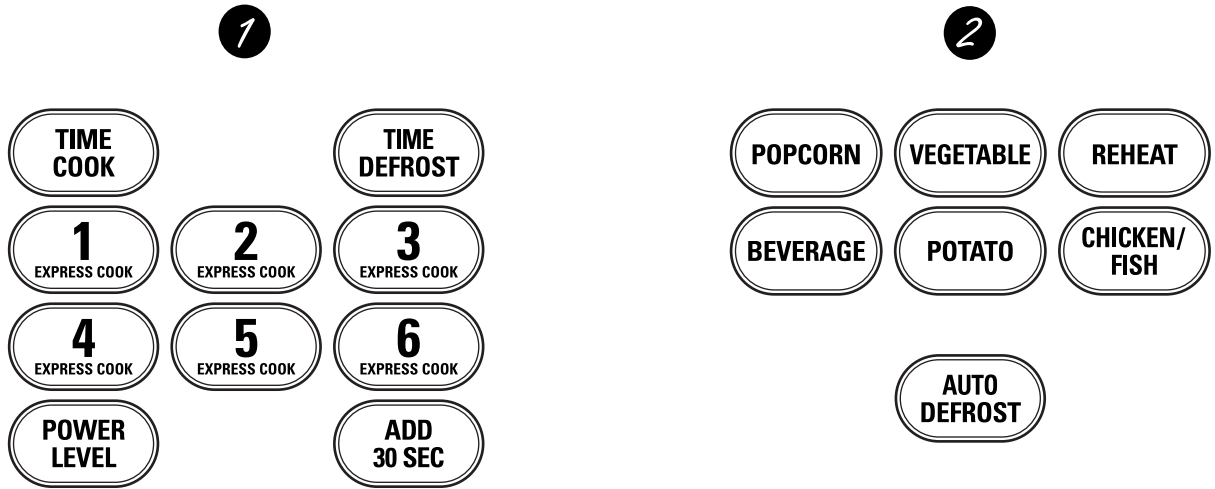 1
TIME
COOK
TIME
DEFROST
1
EXPRESS COOK
2
EXPRESS COOK
3
EXPRESS COOK
4
EXPRESS COOK
5
EXPRESS COOK
6
EXPRESS COOK
POWER
LEVEL
ADD
30 SEC
2
POPCORN
VEGETABLE
REHEAT
BEVERAGE
POTATO
CHICKEN/
FISH
AUTO
DEFROST